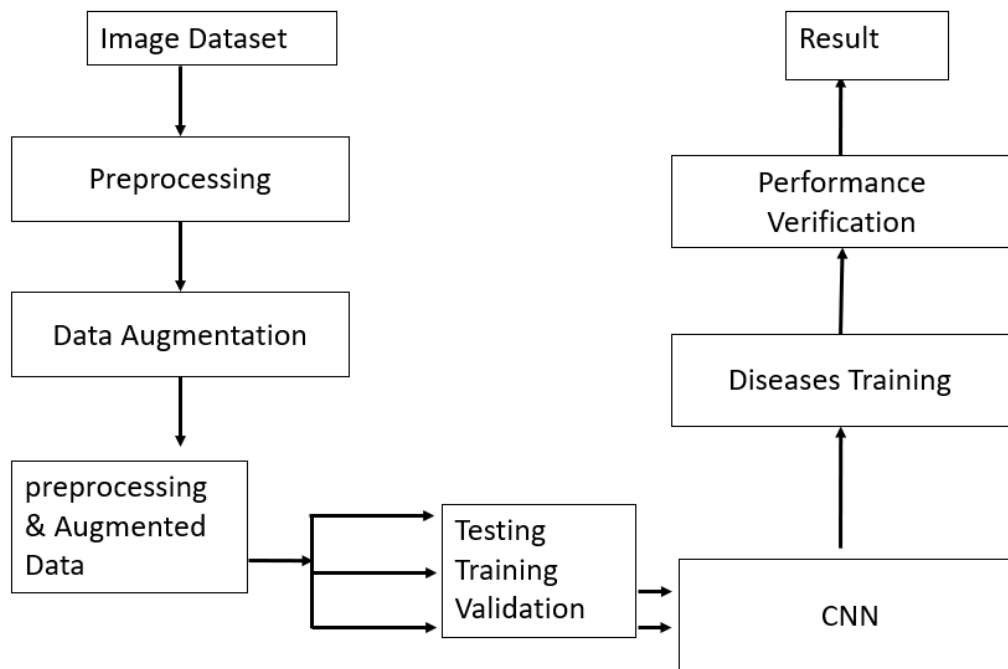 Image Dataset
Preprocessing
Data Augmentation
preprocessing
& Augmented
Data
Testing
Training
Validation
CNN
Diseases Training
Performance
Verification
Result